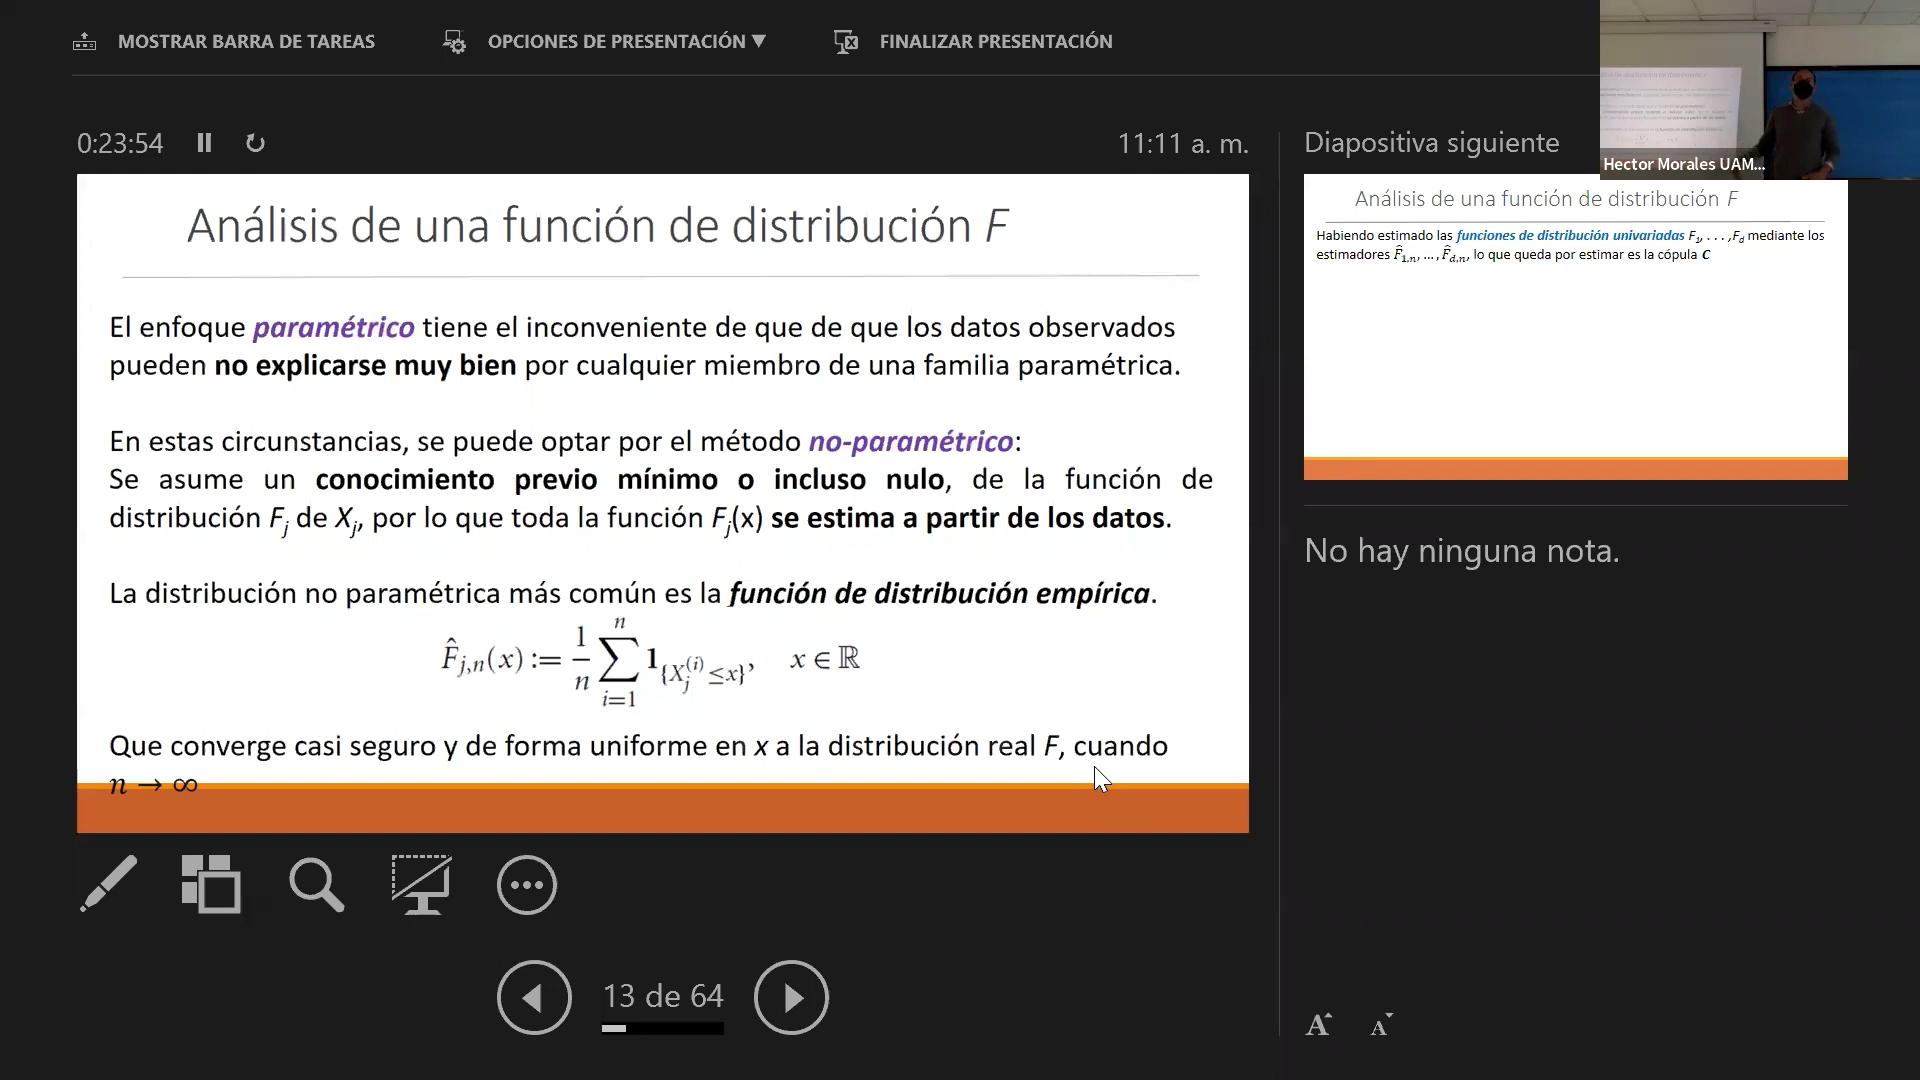 MOSTRAR BARRA DE TAREAS
OPCIONES DE PRESENTACIÓN ▼
FINALIZAR PRESENTACIÓN
0:23:54
11:11 a. m.
Análisis de una función de distribución F
El enfoque paramétrico tiene el inconveniente de que de que los datos observados
pueden no explicarse muy bien por cualquier miembro de una familia paramétrica.
En estas circunstancias, se puede optar por el método no-paramétrico:
Se asume un conocimiento previo mínimo o incluso nulo, de la función de
distribución F_j de X_j, por lo que toda la función F_j(x) se estima a partir de los datos.
La distribución no paramétrica más común es la función de distribución empírica.
F̂_{j,n}(x) := 1/n ∑_{i=1}^{n} 1_{{X_j^{(i)} ≤x}}, x ∈ ℝ
Que converge casi seguro y de forma uniforme en x a la distribución real F, cuando
n → ∞
13 de 64
Diapositiva siguiente
Hector Morales UAM...
Análisis de una función de distribución F
Habiendo estimado las funciones de distribución univariadas F_1, . . . ,F_d mediante los
estimadores F̂_{1,n}, … , F̂_{d,n}, lo que queda por estimar es la cópula C
No hay ninguna nota.
A A